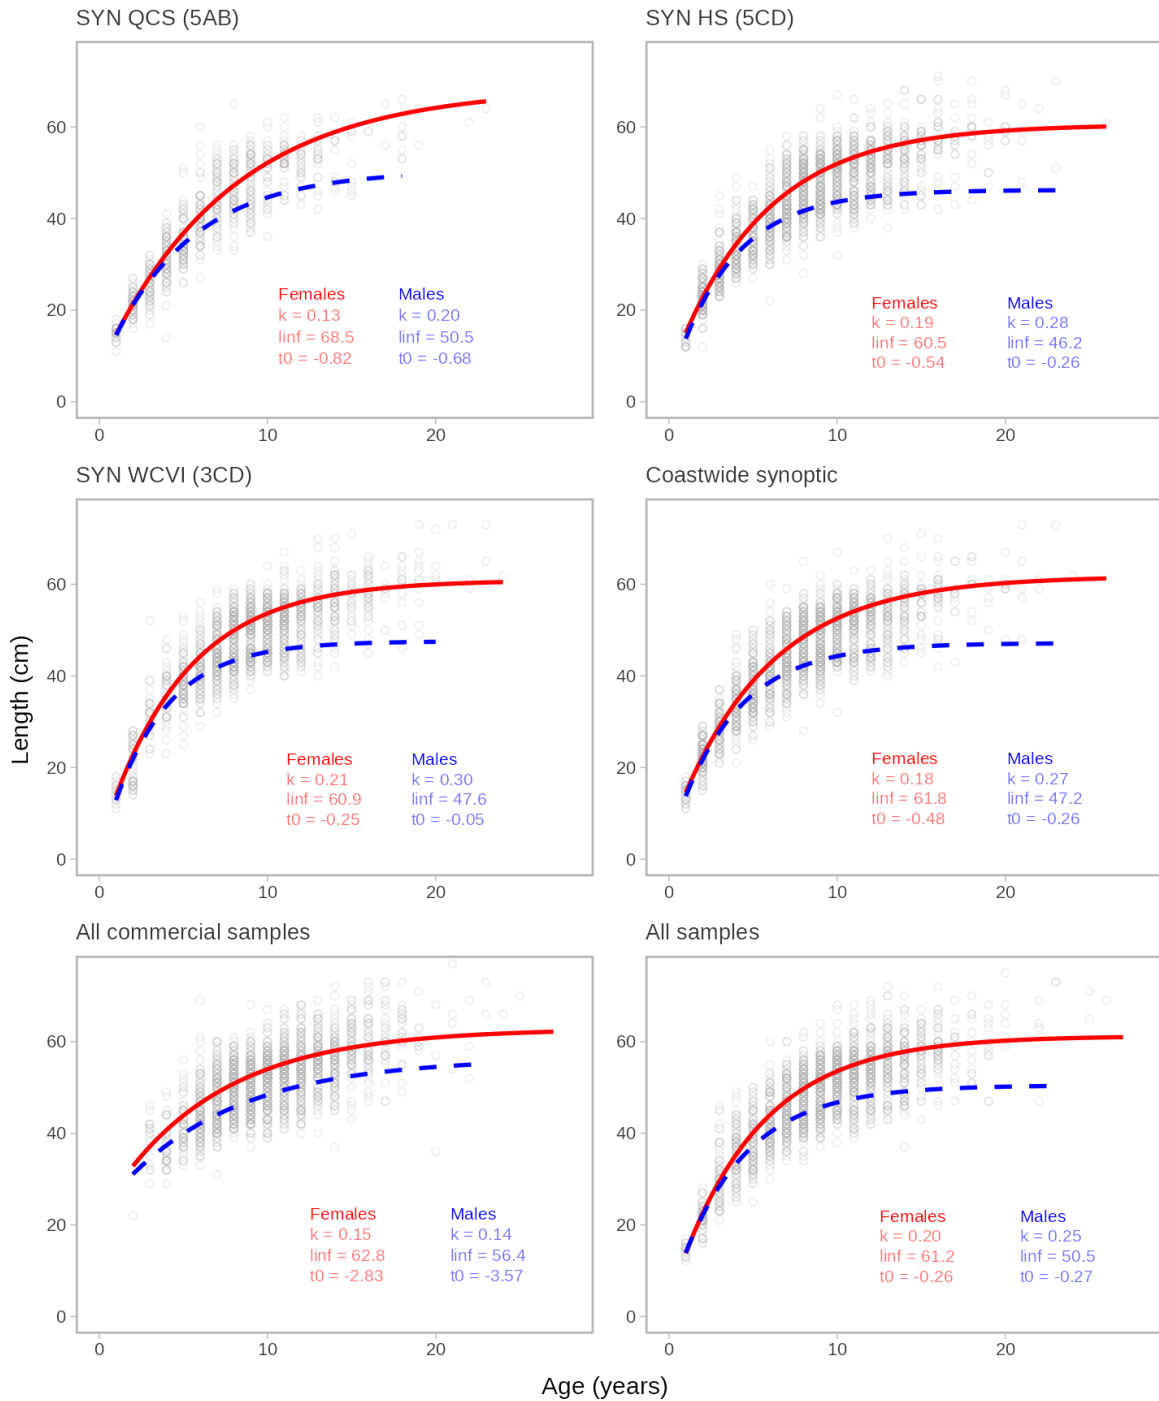 SYN QCS (5AB)
60
40
20
0
0 10 20
Females
k = 0.13
linf = 68.5
t0 = -0.82
Males
k = 0.20
linf = 50.5
t0 = -0.68
SYN HS (5CD)
60
40
20
0
0 10 20
Females
k = 0.19
linf = 60.5
t0 = -0.54
Males
k = 0.28
linf = 46.2
t0 = -0.26
SYN WCVI (3CD)
60
40
20
0
0 10 20
Females
k = 0.21
linf = 60.9
t0 = -0.25
Males
k = 0.30
linf = 47.6
t0 = -0.05
Coastwide synoptic
60
40
20
0
0 10 20
Females
k = 0.18
linf = 61.8
t0 = -0.48
Males
k = 0.27
linf = 47.2
t0 = -0.26
All commercial samples
60
40
20
0
0 10 20
Females
k = 0.15
linf = 62.8
t0 = -2.83
Males
k = 0.14
linf = 56.4
t0 = -3.57
All samples
60
40
20
0
0 10 20
Females
k = 0.20
linf = 61.2
t0 = -0.26
Males
k = 0.25
linf = 50.5
t0 = -0.27
Length (cm)
Age (years)